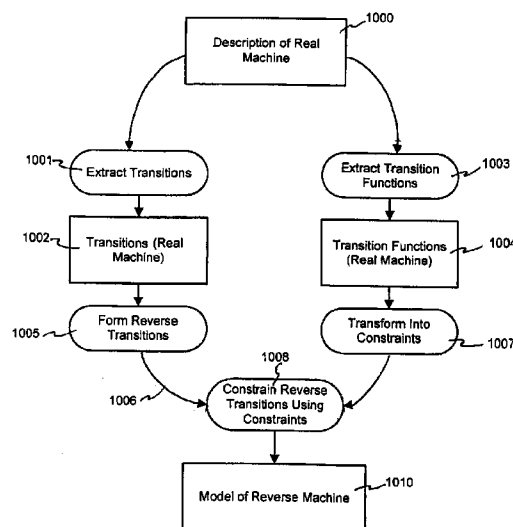 1000
Description of Real
Machine
1001
Extract Transitions
Extract Transition
Functions
1003
1002
Transitions (Real
Machine)
Transition Functions
(Real Machine)
1004
1005
Form Reverse
Transitions
Transform Into
Constraints
1007
1006
1008
Constrain Reverse
Transitions Using
Constraints
Model of Reverse Machine
1010